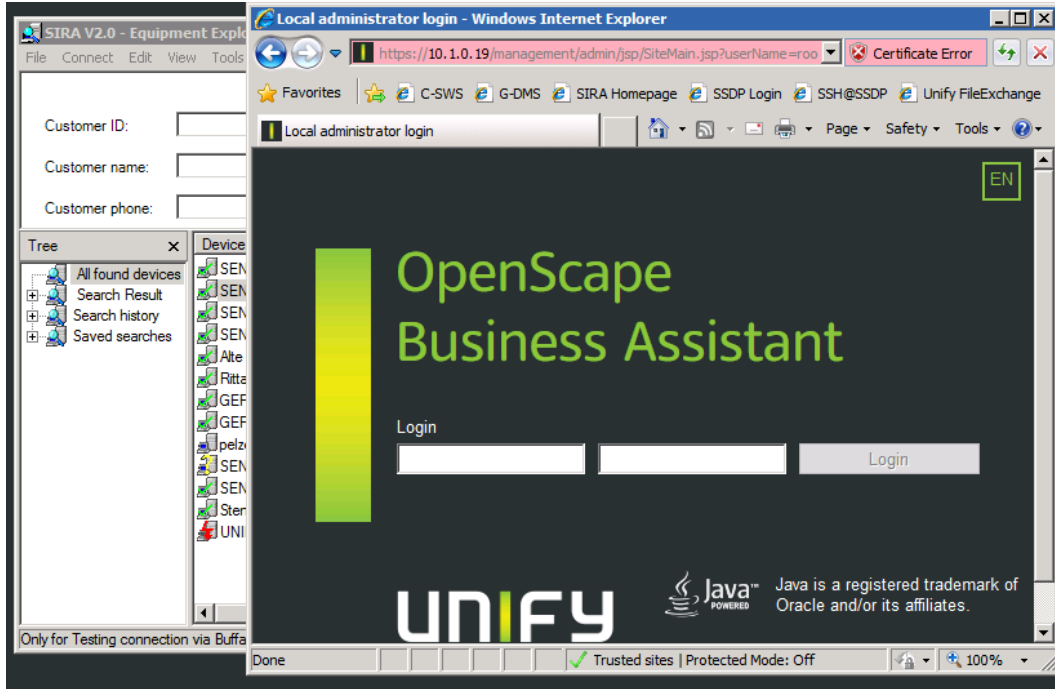 SIRA V2.0 - Equipment Explo
File Connect Edit View Tools
Customer ID:
Customer name:
Customer phone:
Tree
All found devices
Search Result
Search history
Saved searches
Device
SEN
SEN
SEN
SEN
Alte
Ritta
GEF
GEF
pelze
SEN
SEN
Ster
UNI
Only for Testing connection via Buffa
Local administrator login - Windows Internet Explorer
https://10.1.0.19/management/admin/jsp/SiteMain.jsp?userName=roo Certificate Error
Favorites C-SWS G-DMS SIRA Homepage SSDP Login SSH@SSDP Unify FileExchange
Local administrator login Page Safety Tools
EN
OpenScape
Business Assistant
Login
Login
UNIFY
Java™
POWERED
Java is a registered trademark of
Oracle and/or its affiliates.
Done Trusted sites | Protected Mode: Off 100%